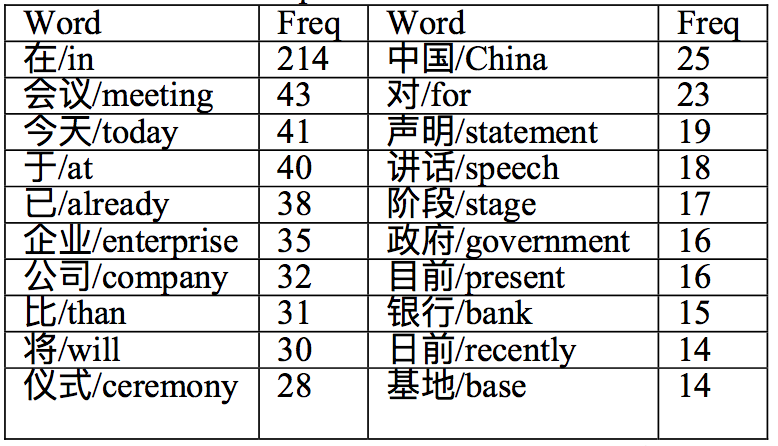 Word Freq Word Freq
在/in 214 中国/China 25
会议/meeting 43 对/for 23
今天/today 41 声明/statement 19
于/at 40 讲话/speech 18
已/already 38 阶段/stage 17
企业/enterprise 35 政府/government 16
公司/company 32 目前/present 16
比/than 31 银行/bank 15
将/will 30 日前/recently 14
仪式/ceremony 28 基地/base 14